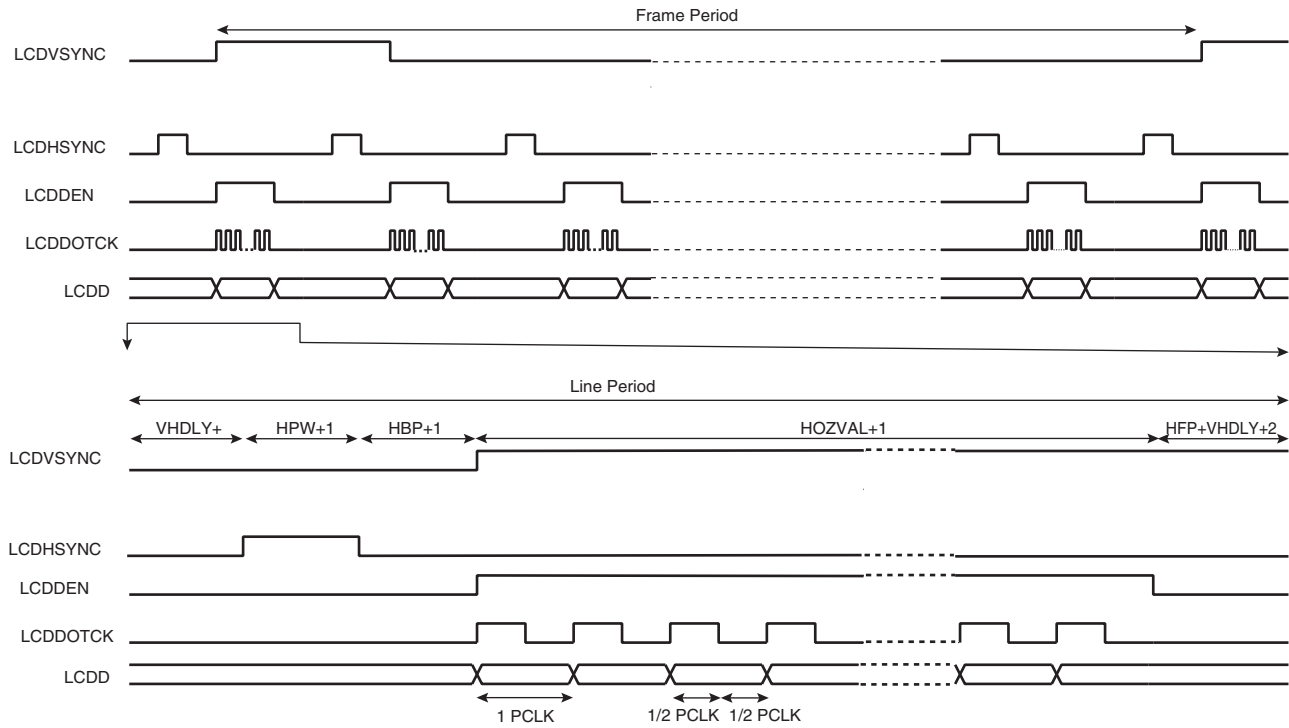 Frame Period
LCDVSYNC
LCDHSYNC
LCDDEN
LCDDOTCK
LCDD
Line Period
VHDLY+ HPW+1 HBP+1 HOZVAL+1 HFP+VHDLY+2
LCDVSYNC
LCDHSYNC
LCDDEN
LCDDOTCK
LCDD
1 PCLK 1/2 PCLK 1/2 PCLK